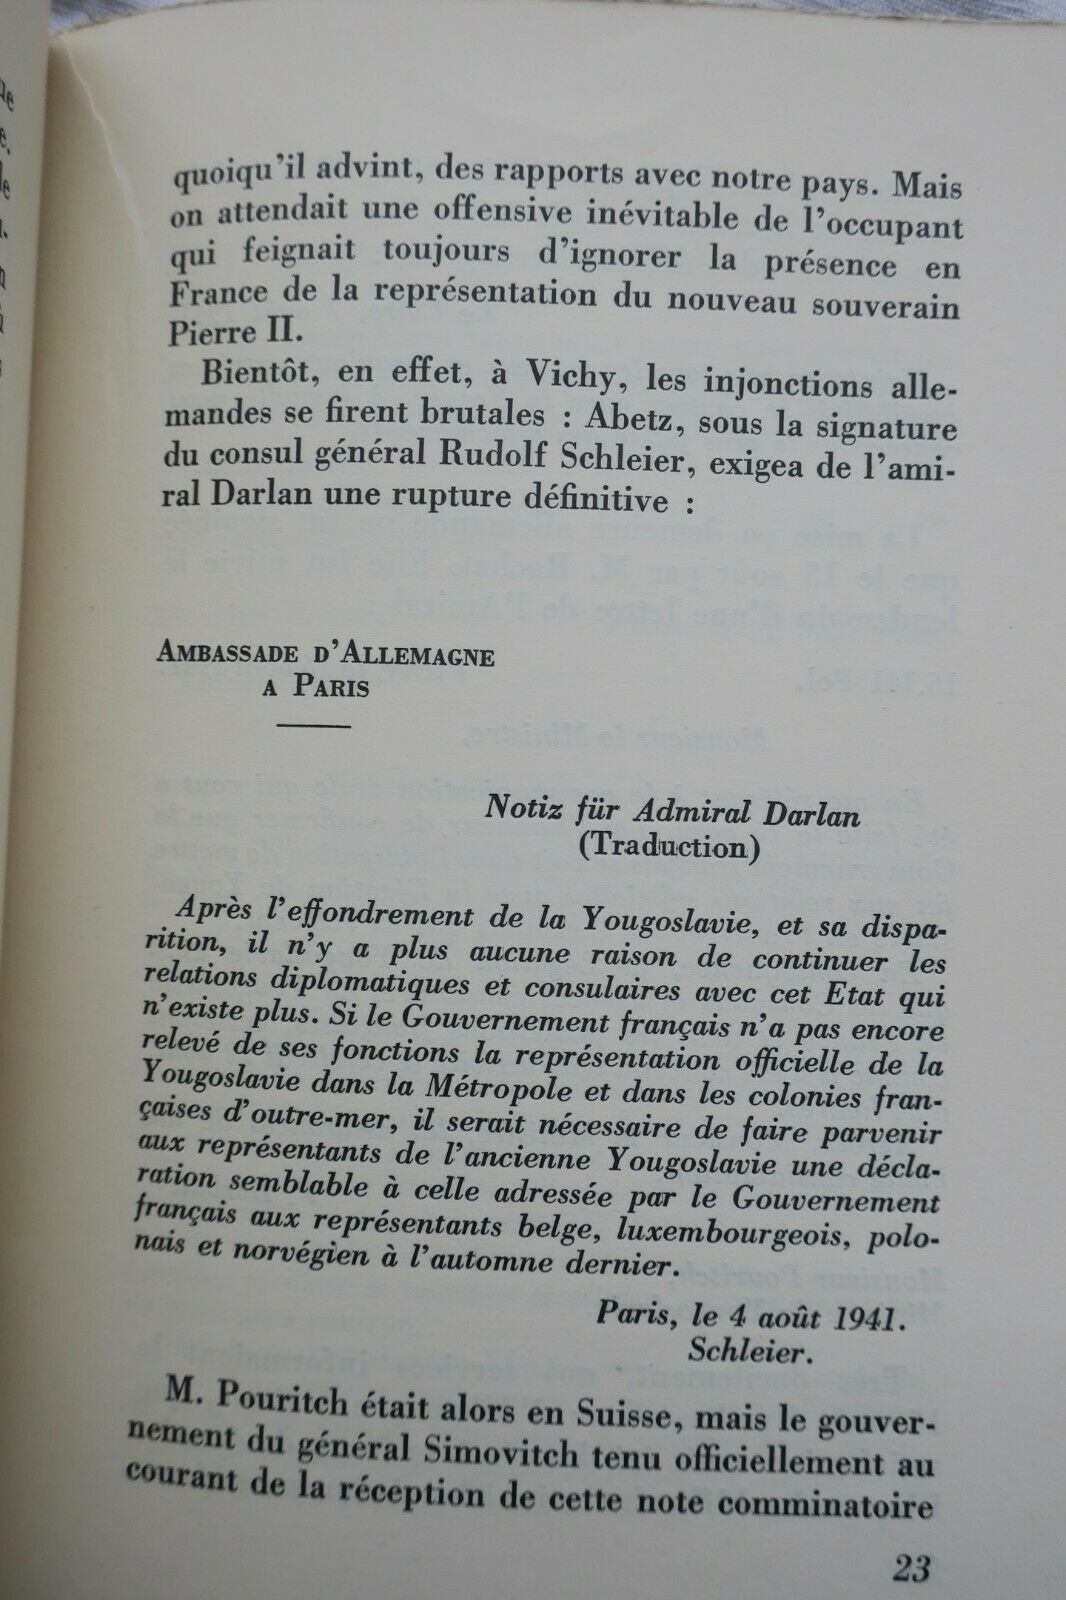 quoiqu'il advint, des rapports avec notre pays. Mais
on attendait une offensive inévitable de l'occupant
qui feignait toujours d'ignorer la présence en
France de la représentation du nouveau souverain
Pierre II.
Bientôt, en effet, à Vichy, les injonctions alle-
mandes se firent brutales : Abetz, sous la signature
du consul général Rudolf Schleier, exigea de l'ami-
ral Darlan une rupture définitive :
AMBASSADE D'ALLEMAGNE
A PARIS
Notiz für Admiral Darlan
(Traduction)
Après l'effondrement de la Yougoslavie, et sa dispa-
rition, il n'y a plus aucune raison de continuer les
relations diplomatiques et consulaires avec cet Etat qui
n'existe plus. Si le Gouvernement français n'a pas encore
relevé de ses fonctions la représentation officielle de la
Yougoslavie dans la Métropole et dans les colonies fran-
çaises d'outre-mer, il serait nécessaire de faire parvenir
aux représentants de l'ancienne Yougoslavie une décla-
ration semblable à celle adressée par le Gouvernement
français aux représentants belge, luxembourgeois, polo-
nais et norvégien à l'automne dernier.
Paris, le 4 août 1941.
Schleier.
M. Pouritch était alors en Suisse, mais le gouver-
nement du général Simovitch tenu officiellement au
courant de la réception de cette note comminatoire
23